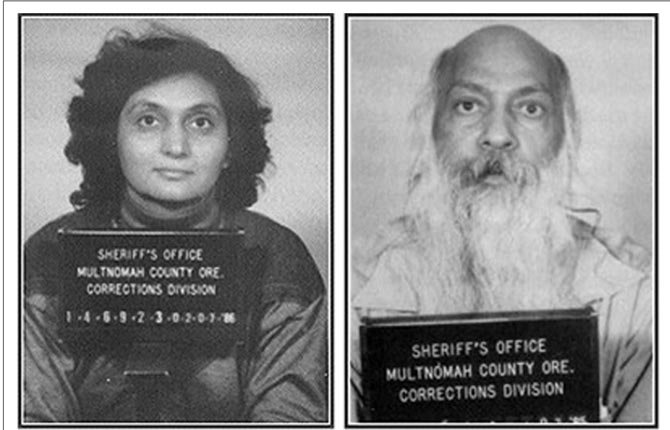 SHERIFF'S OFFICE
MULTNOMAH COUNTY ORE.
CORRECTIONS DIVISION
1 4 6 9 2 3 0 2 0 7 86
SHERIFF'S OFFICE
MULTNOMAH COUNTY ORE.
CORRECTIONS DIVISION